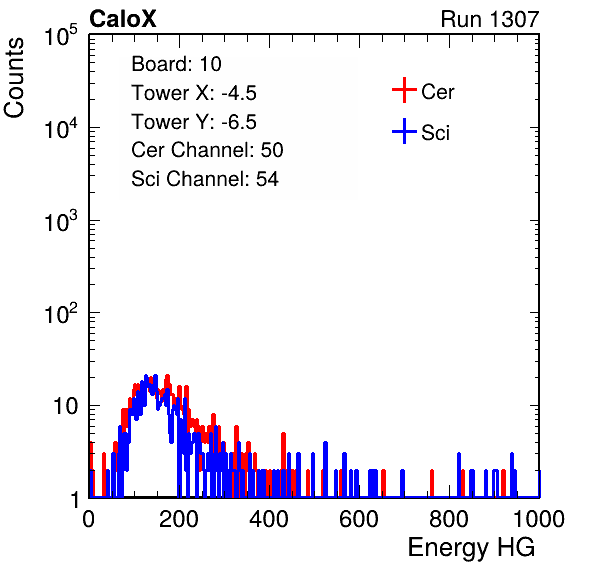 CaloX Run 1307
Counts
10^5
10^4
10^3
10^2
10
1
Board: 10
Tower X: -4.5
Tower Y: -6.5
Cer Channel: 50
Sci Channel: 54
Cer
Sci
0 200 400 600 800 1000
Energy HG